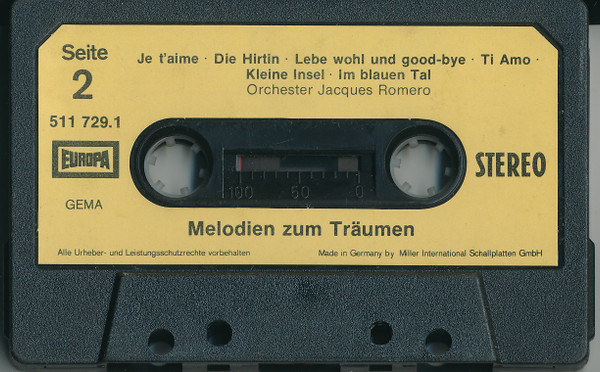 Seite
2
Je t'aime · Die Hirtin · Lebe wohl und good-bye · Ti Amo ·
Kleine Insel · Im blauen Tal
Orchester Jacques Romero
511 729.1
EUROPA
STEREO
GEMA
100 50 0
Melodien zum Träumen
Alle Urheber- und Leistungsschutzrechte vorbehalten
Made in Germany by Miller International Schallplatten GmbH